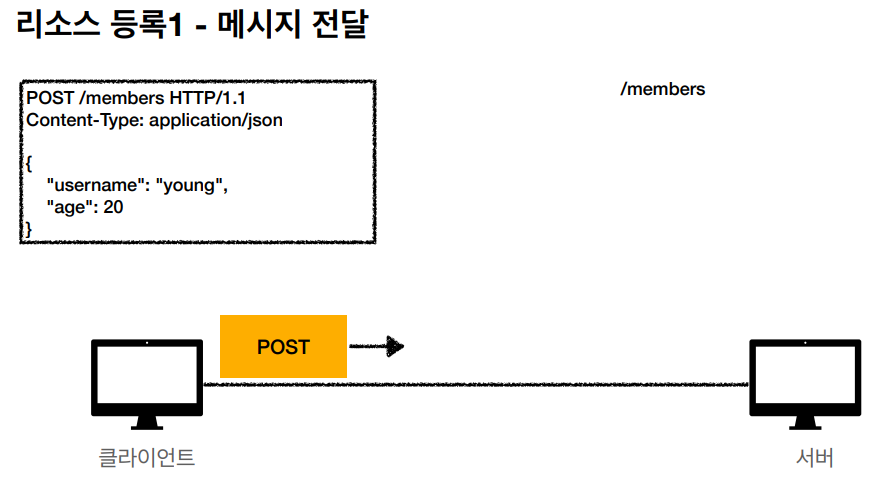 리소스 등록1 - 메시지 전달
POST /members HTTP/1.1
Content-Type: application/json
{
"username": "young",
"age": 20
}
/members
POST
클라이언트
서버